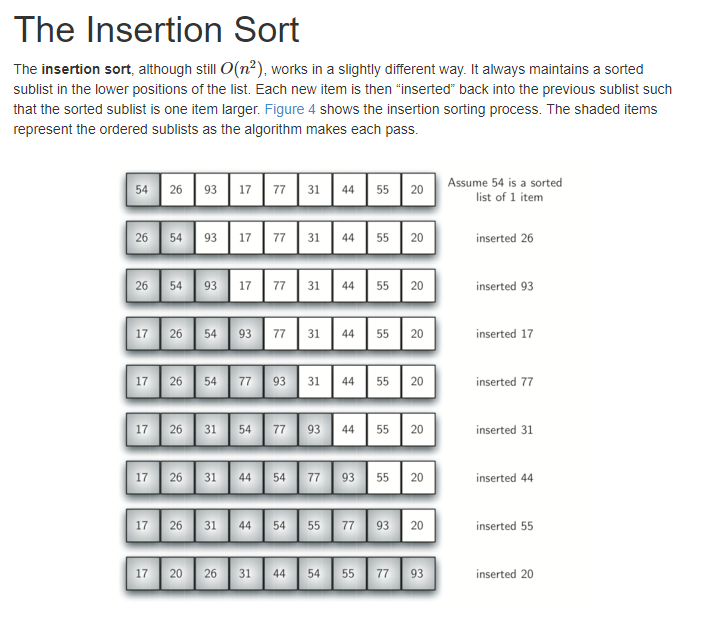 The Insertion Sort
The insertion sort, although still O(n²), works in a slightly different way. It always maintains a sorted
sublist in the lower positions of the list. Each new item is then “inserted” back into the previous sublist such
that the sorted sublist is one item larger. Figure 4 shows the insertion sorting process. The shaded items
represent the ordered sublists as the algorithm makes each pass.
54 26 93 17 77 31 44 55 20 Assume 54 is a sorted
list of 1 item
26 54 93 17 77 31 44 55 20 inserted 26
26 54 93 17 77 31 44 55 20 inserted 93
17 26 54 93 77 31 44 55 20 inserted 17
17 26 54 77 93 31 44 55 20 inserted 77
17 26 31 54 77 93 44 55 20 inserted 31
17 26 31 44 54 77 93 55 20 inserted 44
17 26 31 44 54 55 77 93 20 inserted 55
17 20 26 31 44 54 55 77 93 inserted 20